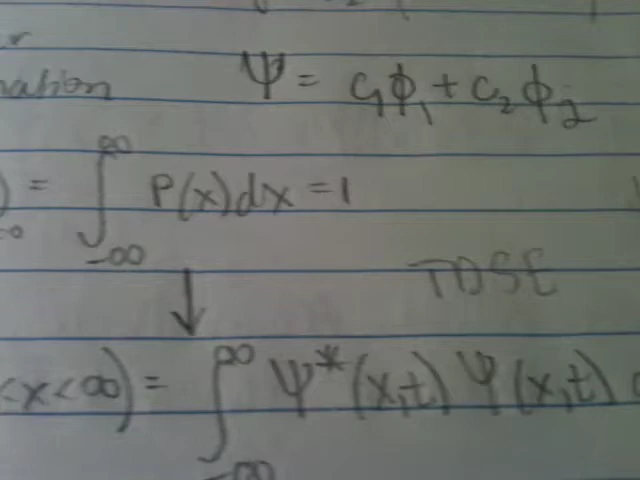 Ψ = c₁ϕ₁ + c₂ϕ₂
= ∫_{-∞}^{∞} P(x)dx = 1
↓ TDSE
<x<∞) = ∫_{-∞}^{∞} Ψ*(x,t) Ψ(x,t)